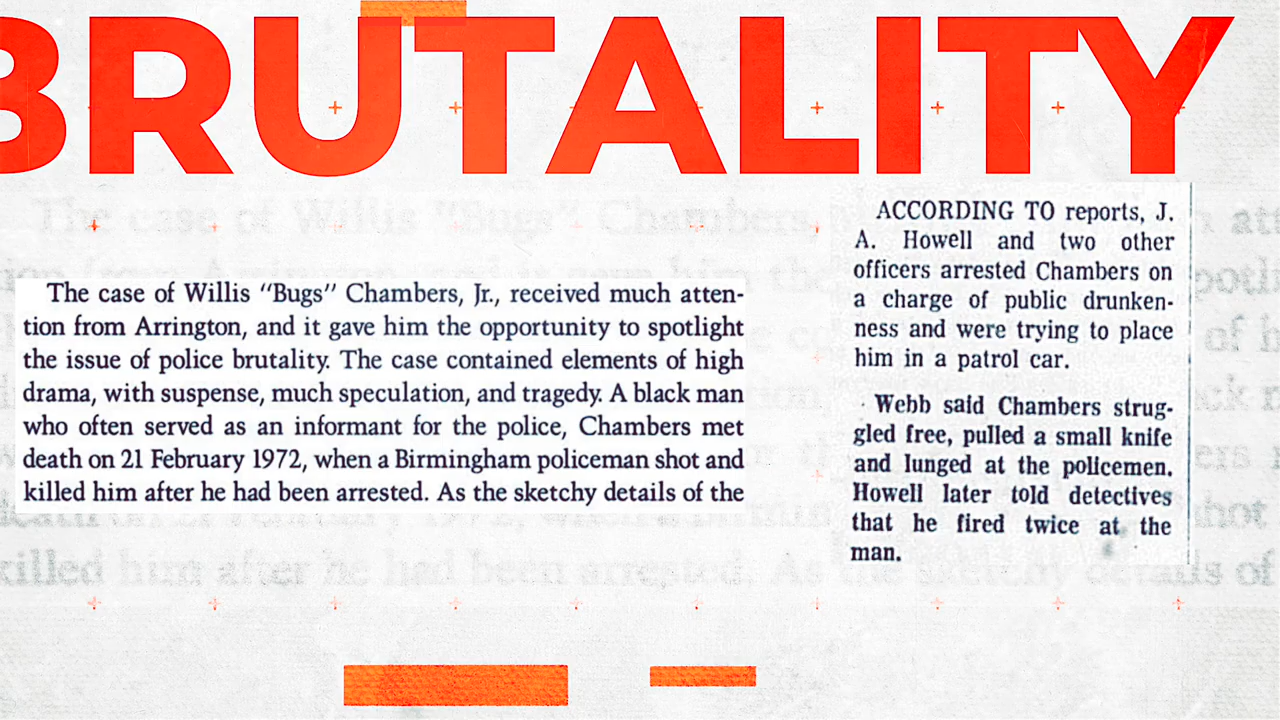 BRUTALITY
The case of Willis "Bugs" Chambers, Jr., received much atten-
tion from Arrington, and it gave him the opportunity to spotlight
the issue of police brutality. The case contained elements of high
drama, with suspense, much speculation, and tragedy. A black man
who often served as an informant for the police, Chambers met
death on 21 February 1972, when a Birmingham policeman shot and
killed him after he had been arrested. As the sketchy details of the
ACCORDING TO reports, J.
A. Howell and two other
officers arrested Chambers on
a charge of public drunken-
ness and were trying to place
him in a patrol car.
Webb said Chambers strug-
gled free, pulled a small knife
and lunged at the policemen.
Howell later told detectives
that he fired twice at the
man.